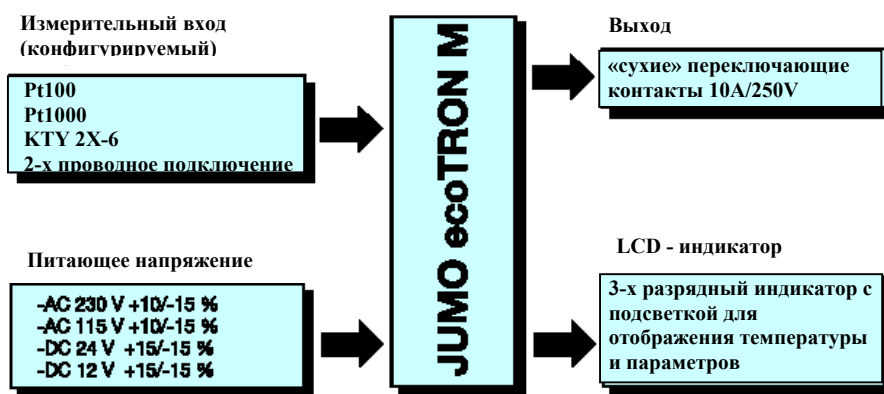 Измерительный вход
(конфигурируемый)
Pt100
Pt1000
KTY 2X-6
2-х проводное подключение
Питающее напряжение
-AC 230 V +10/-15 %
-AC 115 V +10/-15 %
-DC 24 V +15/-15 %
-DC 12 V +15/-15 %
JUMO ecoTRON M
Выход
«сухие» переключающие
контакты 10A/250V
LCD - индикатор
3-х разрядный индикатор с
подсветкой для
отображения температуры
и параметров